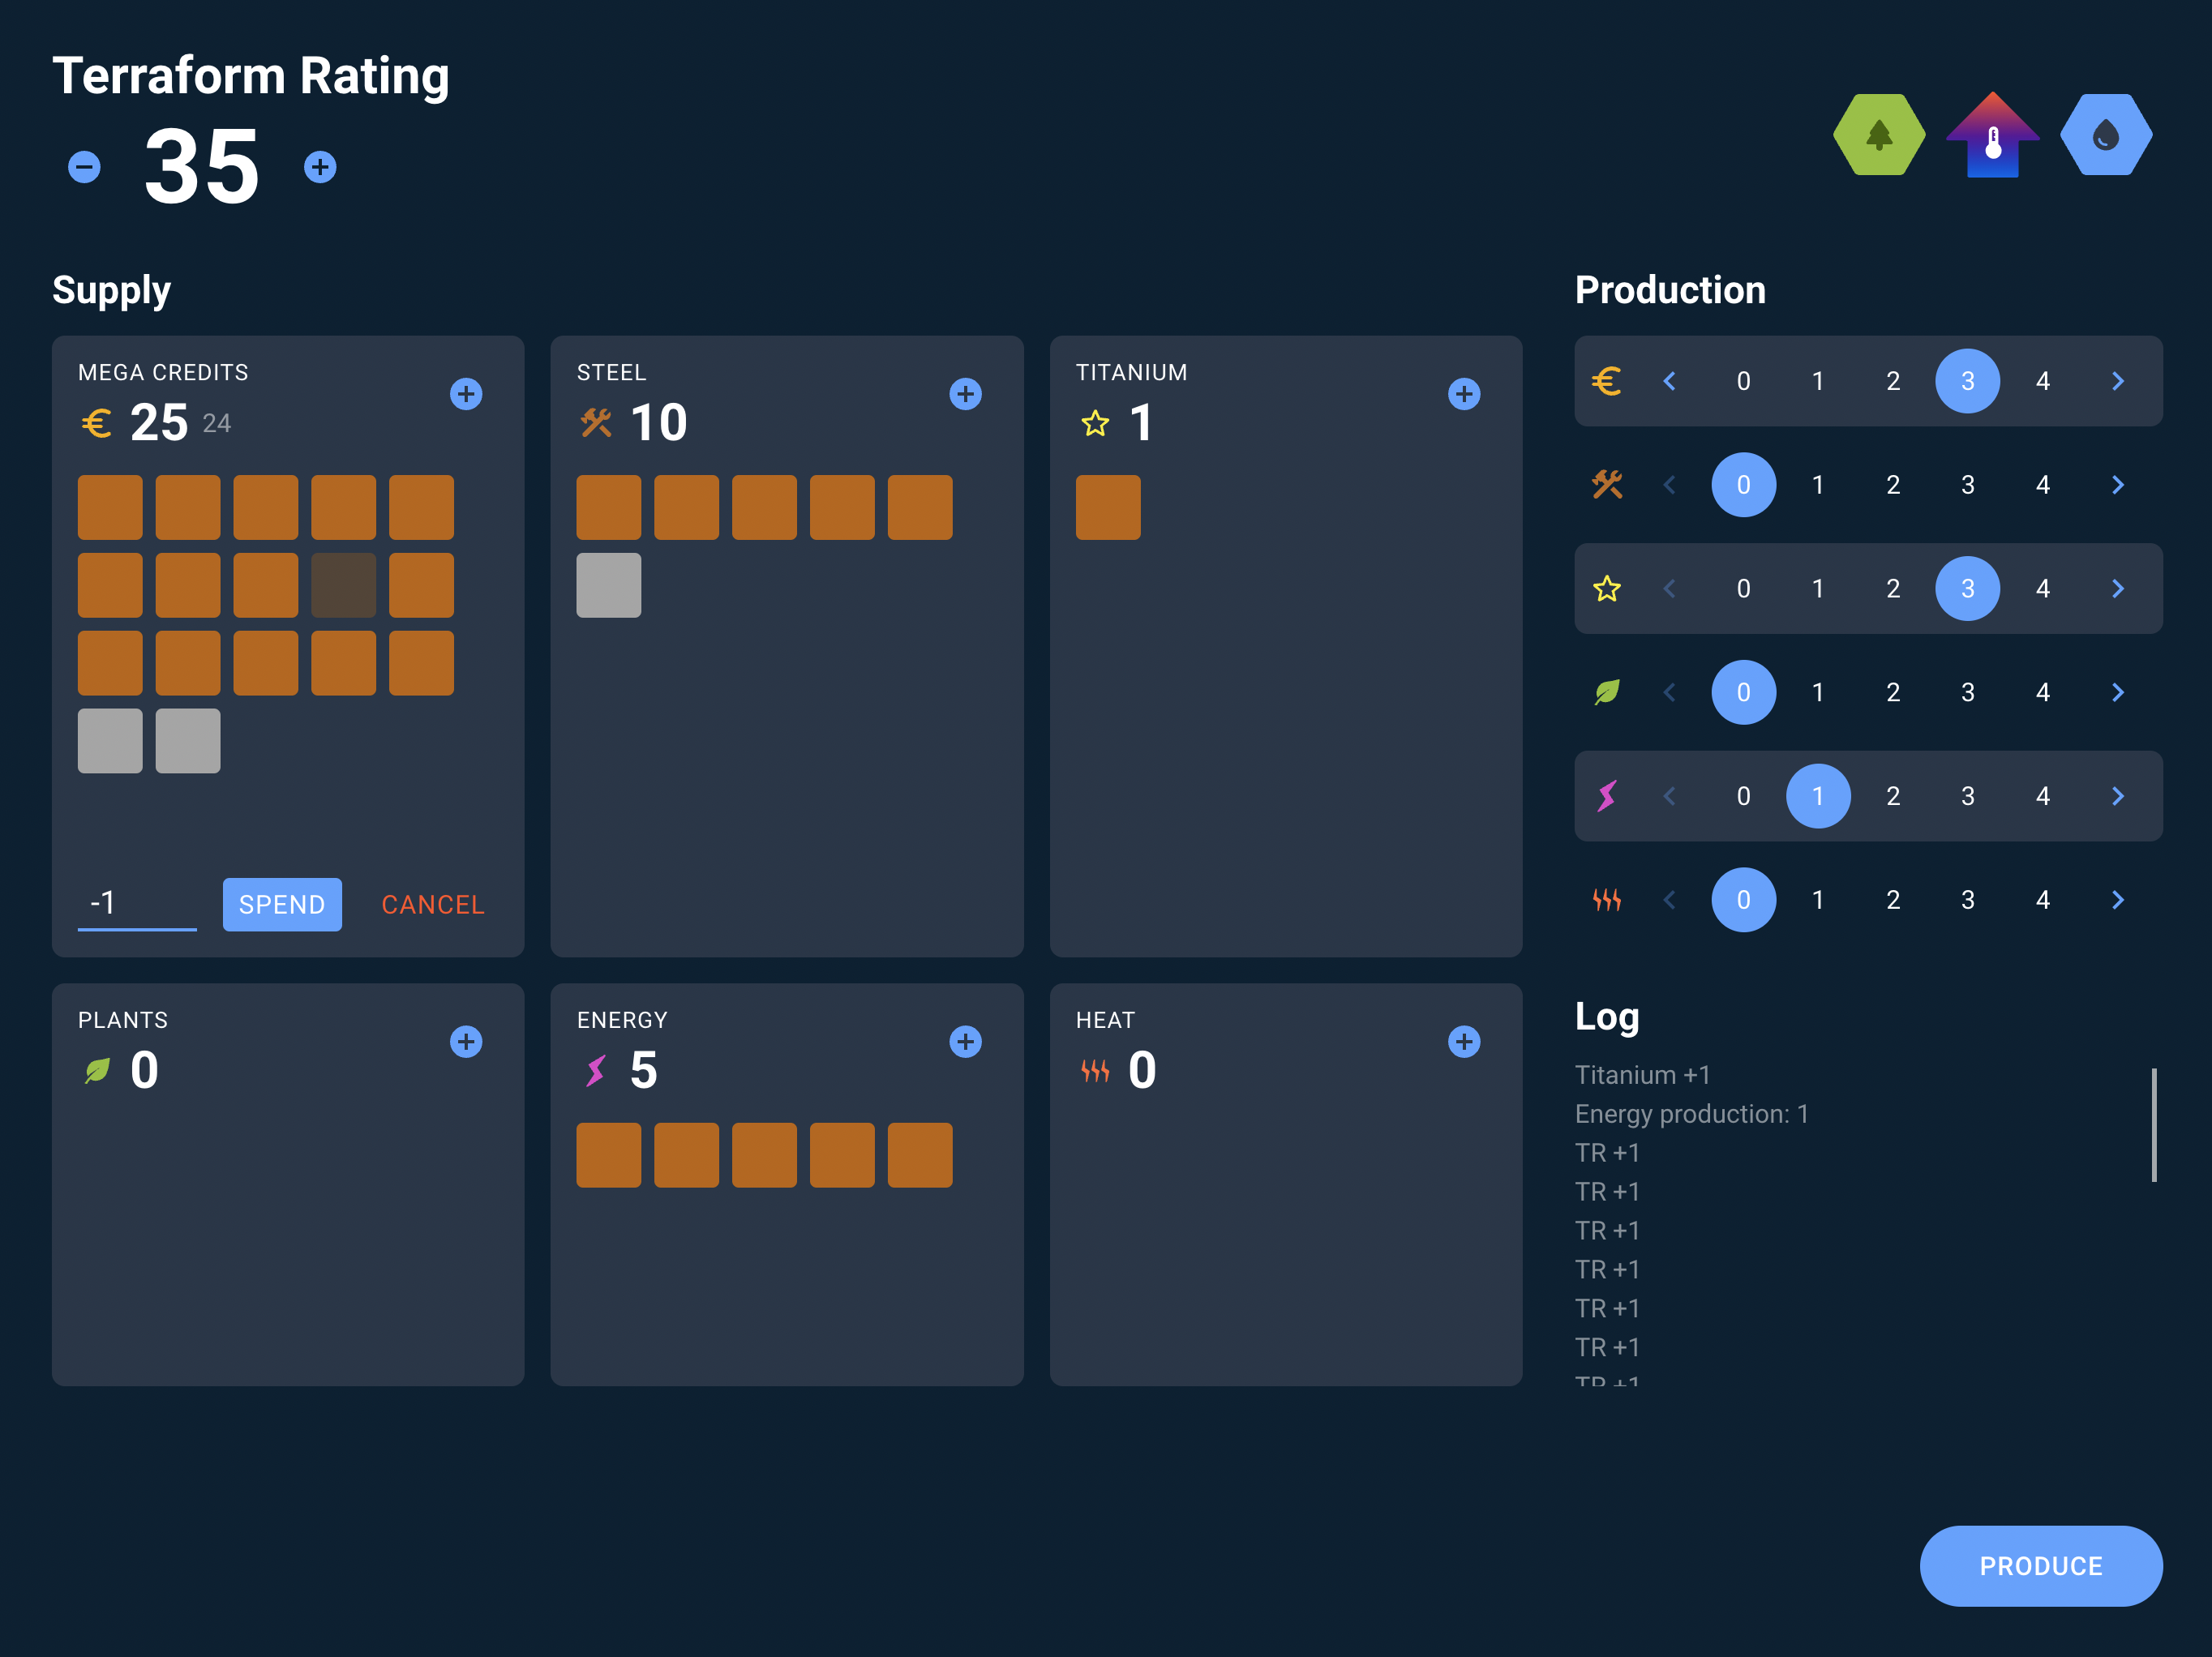 Terraform Rating
35
Supply
MEGA CREDITS
25 24
-1
SPEND
CANCEL
STEEL
10
TITANIUM
1
PLANTS
0
ENERGY
5
HEAT
0
Production
0 1 2 3 4
0 1 2 3 4
0 1 2 3 4
0 1 2 3 4
0 1 2 3 4
0 1 2 3 4
Log
Titanium +1
Energy production: 1
TR +1
TR +1
TR +1
TR +1
TR +1
TR +1
TR +1
PRODUCE